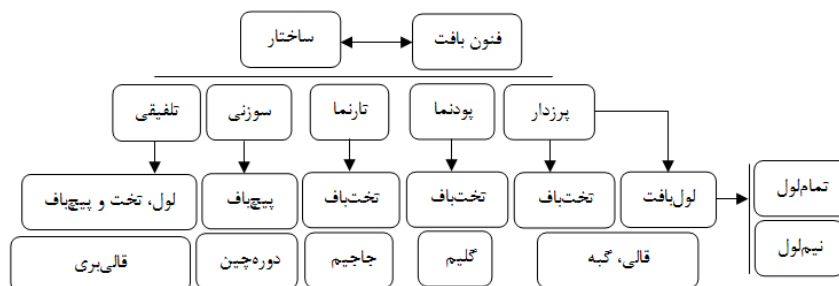 فنون بافت
ساختار
پرزدار
پودنما
تارنما
سوزنی
تلفیقی
تمام‌لول
لول‌بافت
تخت‌باف
تخت‌باف
تخت‌باف
پیچ‌باف
لول، تخت و پیچ‌باف
نیم‌لول
قالی، گبه
گلیم
جاجیم
دوره‌چین
قالی‌بری